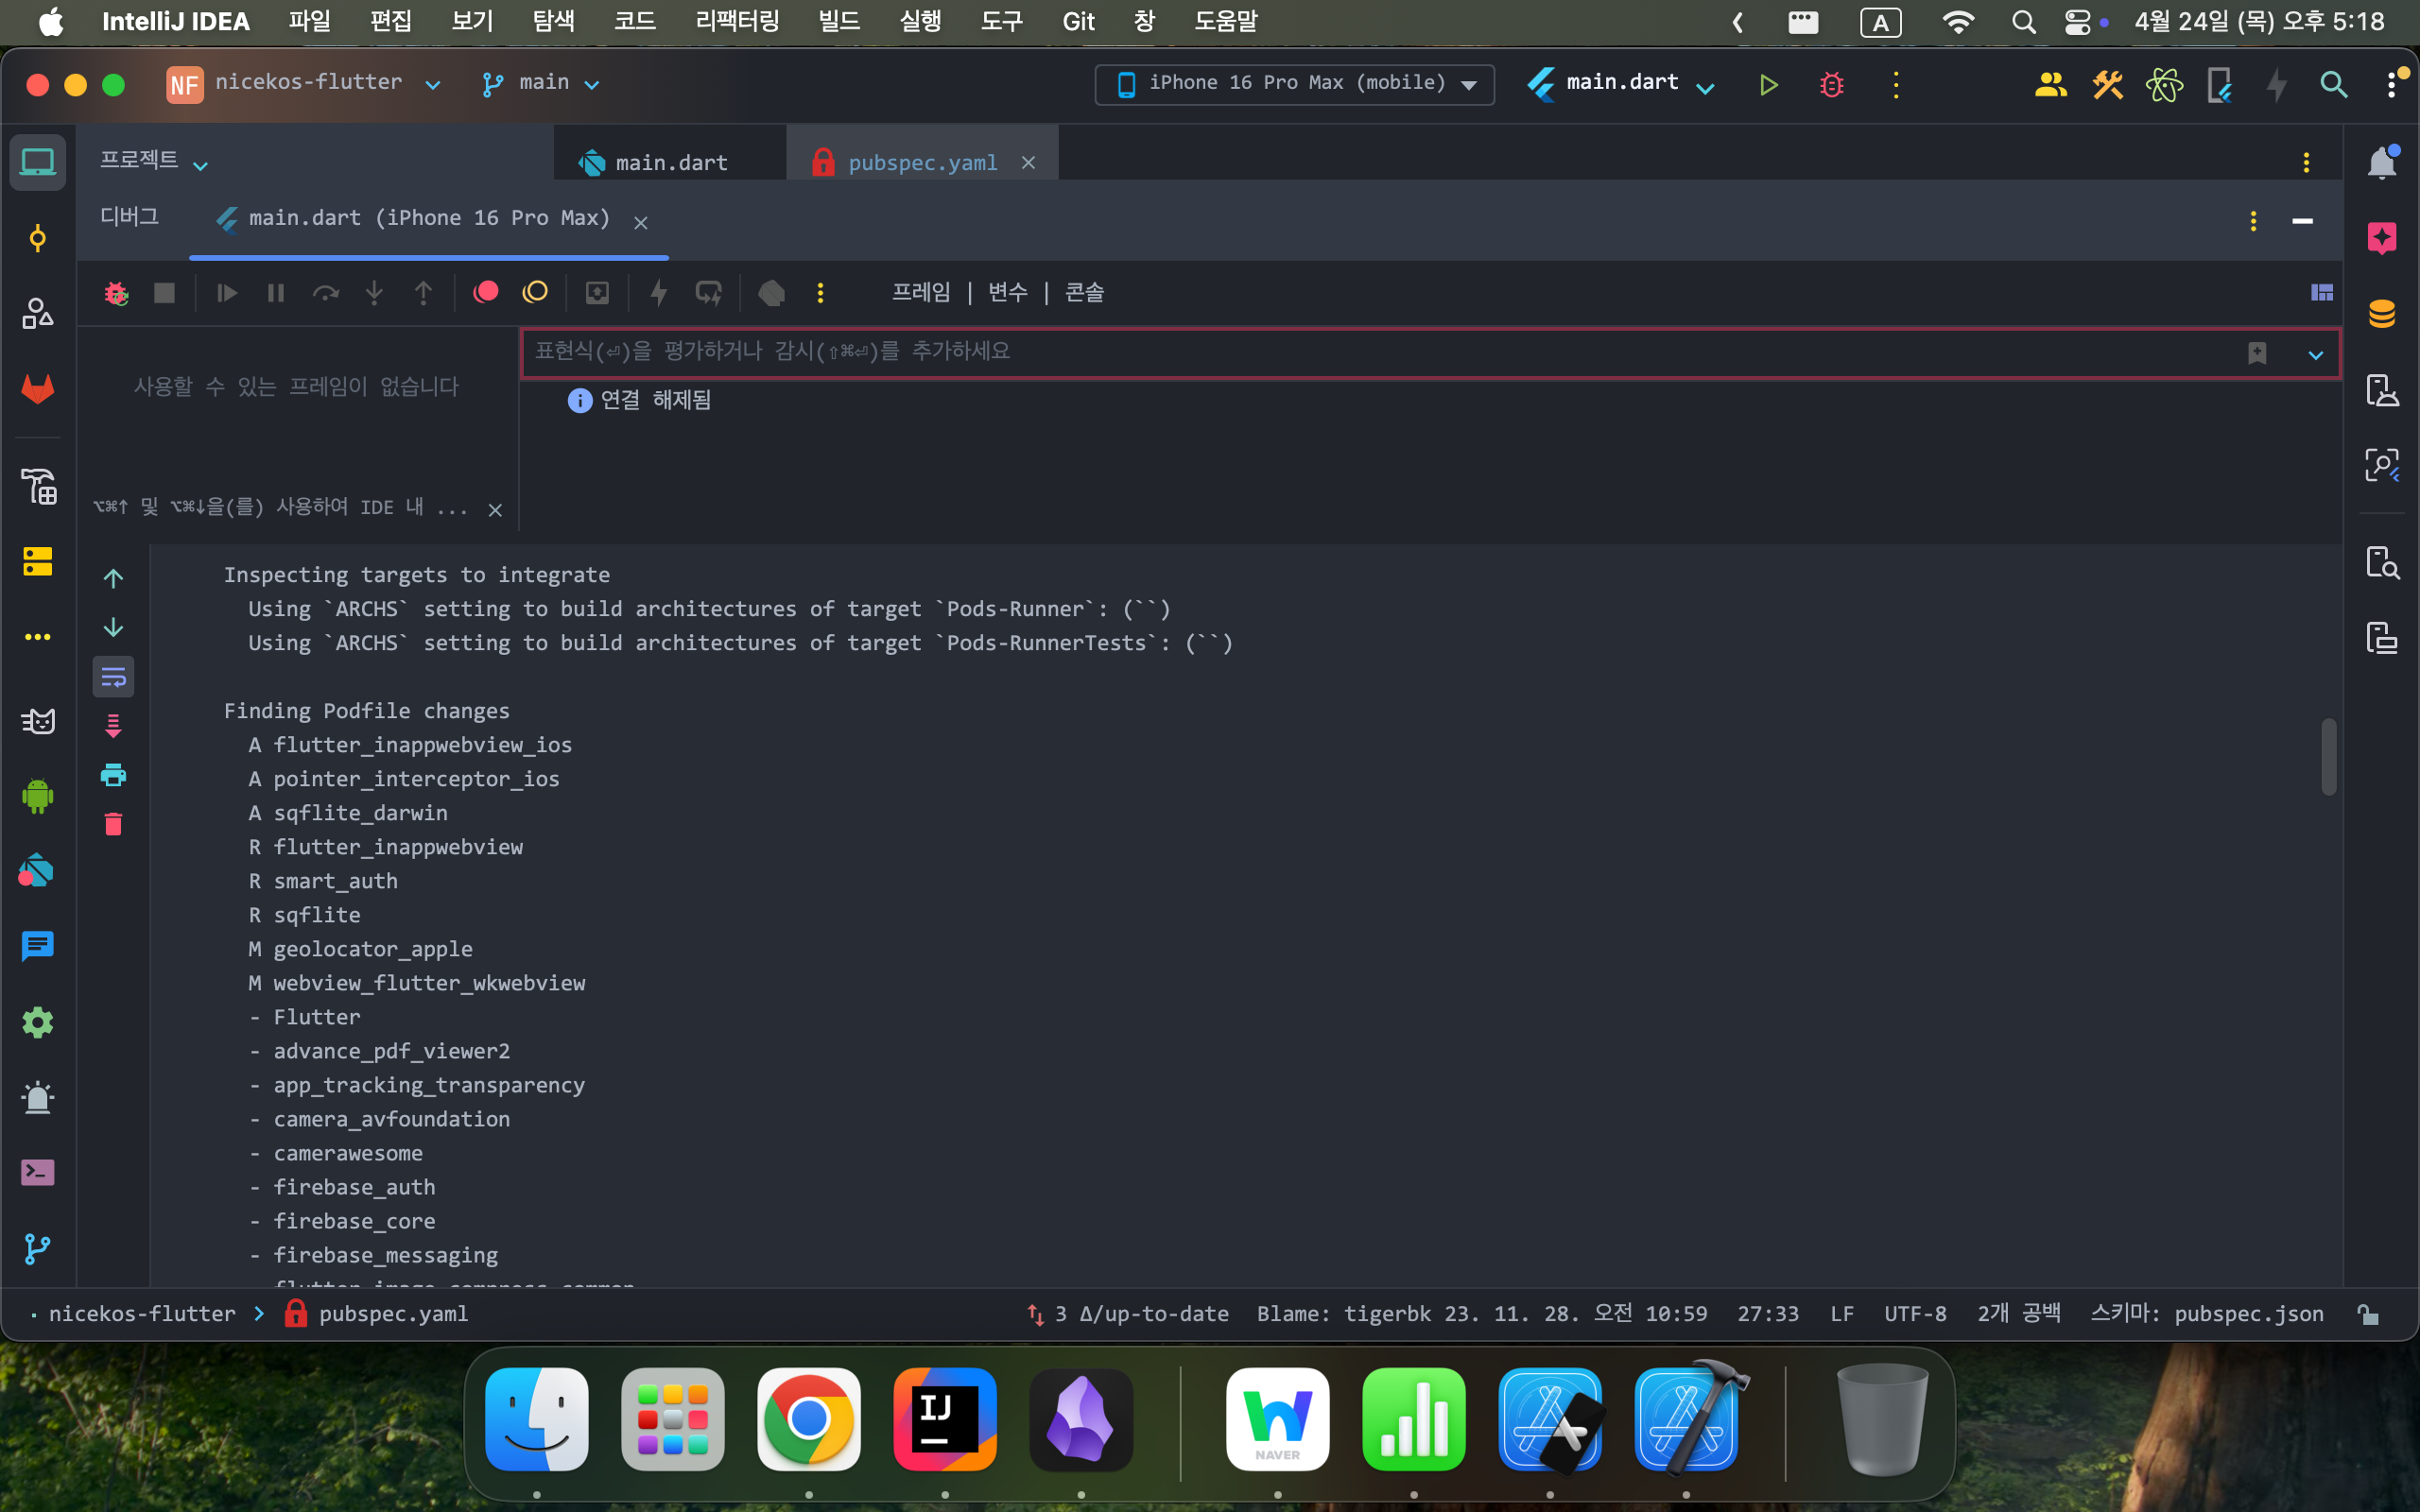 IntelliJ IDEA 파일 편집 보기 탐색 코드 리팩터링 빌드 실행 도구 Git 창 도움말 A 4월 24일 (목) 오후 5:18
NF nicekos-flutter main iPhone 16 Pro Max (mobile) main.dart
프로젝트 main.dart pubspec.yaml
디버그 main.dart (iPhone 16 Pro Max)
프레임 | 변수 | 콘솔
표현식(⏎)을 평가하거나 감시(⇧⌘⏎)를 추가하세요
사용할 수 있는 프레임이 없습니다
연결 해제됨
⌥⌘↑ 및 ⌥⌘↓을(를) 사용하여 IDE 내 ...
Inspecting targets to integrate
Using `ARCHS` setting to build architectures of target `Pods-Runner`: (``)
Using `ARCHS` setting to build architectures of target `Pods-RunnerTests`: (``)
Finding Podfile changes
A flutter_inappwebview_ios
A pointer_interceptor_ios
A sqflite_darwin
R flutter_inappwebview
R smart_auth
R sqflite
M geolocator_apple
M webview_flutter_wkwebview
- Flutter
- advance_pdf_viewer2
- app_tracking_transparency
- camera_avfoundation
- camerawesome
- firebase_auth
- firebase_core
- firebase_messaging
nicekos-flutter pubspec.yaml 3 Δ/up-to-date Blame: tigerbk 23. 11. 28. 오전 10:59 27:33 LF UTF-8 2개 공백 스키마: pubspec.json
IJ
NAVER